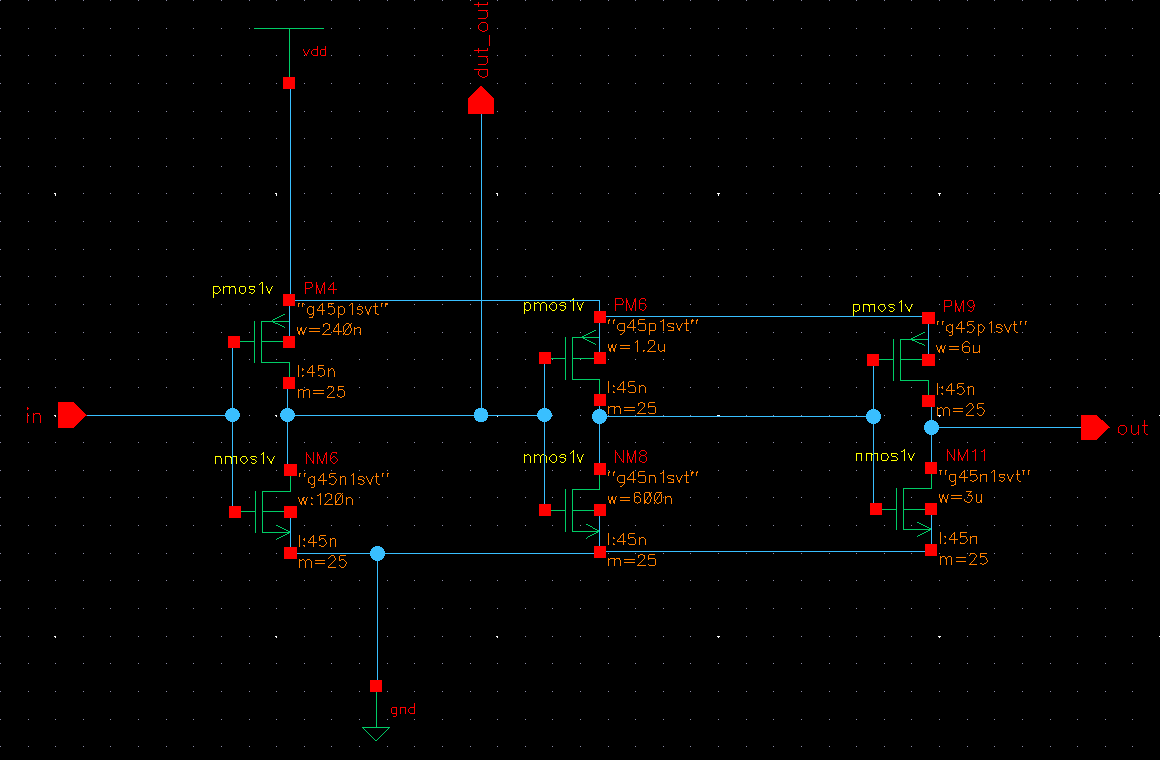 vdd
dut_out
pmos1v
PM4
"g45p1svt"
w=240n
l:45n
m=25
pmos1v
PM6
"g45p1svt"
w=1.2u
l:45n
m=25
pmos1v
PM9
"g45p1svt"
w=6u
l:45n
m=25
in
out
nmos1v
NM6
"g45n1svt"
w:120n
l:45n
m=25
nmos1v
NM8
"g45n1svt"
w=600n
l:45n
m=25
nmos1v
NM11
"g45n1svt"
w=3u
l:45n
m=25
gnd